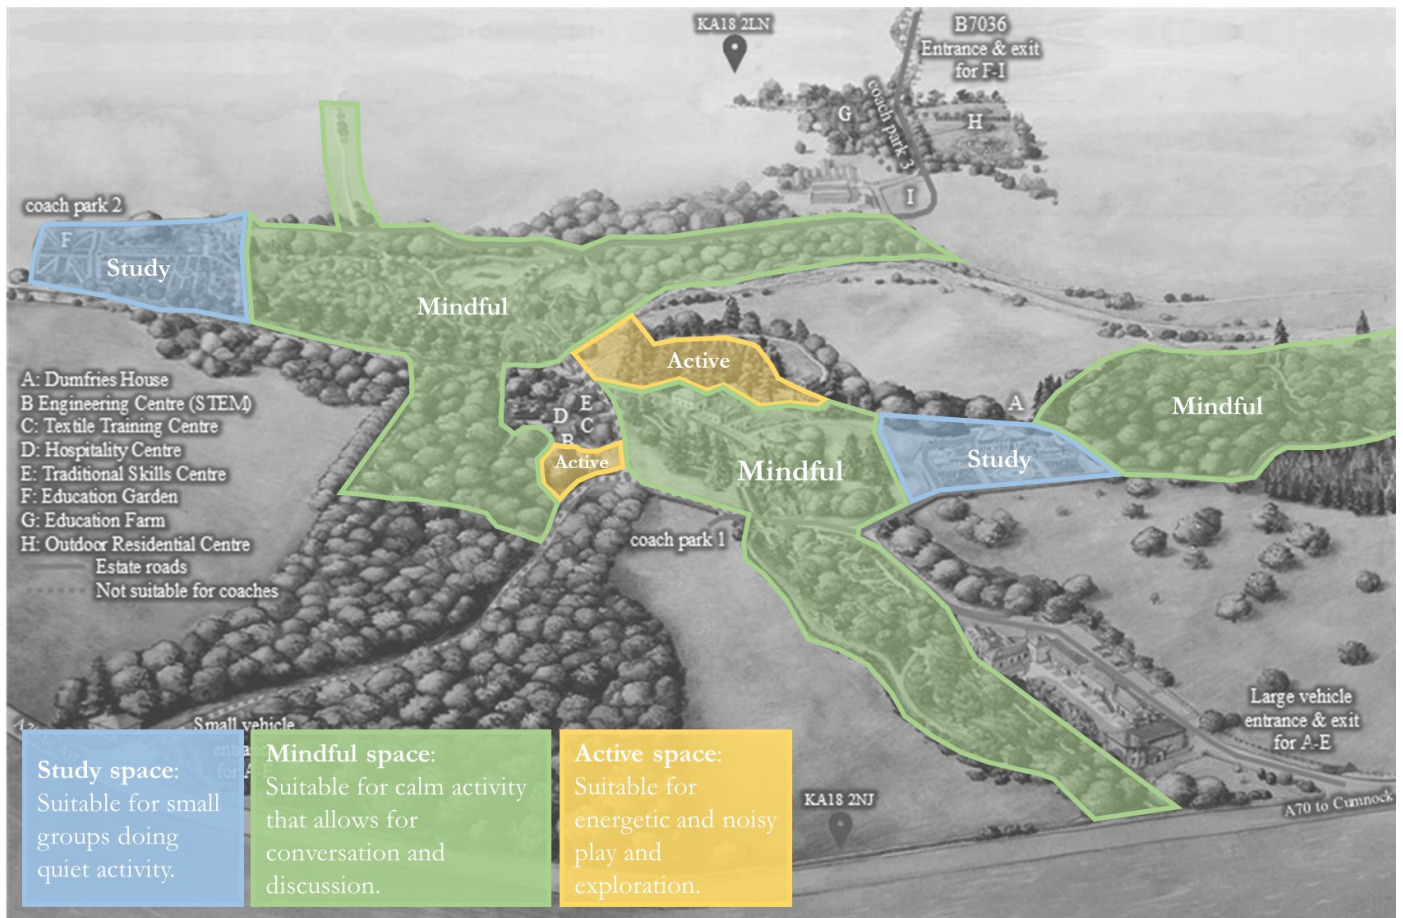 KA18 2LN
B7036
Entrance & exit
for F-I
coach park 3
G
H
I
coach park 2
F
Study
Mindful
Active
A
Mindful
E
D
C
B
Active
Mindful
Study
coach park 1
A: Dumfries House
B Engineering Centre (STEM)
C: Textile Training Centre
D: Hospitality Centre
E: Traditional Skills Centre
F: Education Garden
G: Education Farm
H: Outdoor Residential Centre
Estate roads
Not suitable for coaches
Small vehicle
Large vehicle
entrance & exit
for A-E
A70 to Cumnock
KA18 2NJ
Study space:
Suitable for small
groups doing
quiet activity.
Mindful space:
Suitable for calm activity
that allows for
conversation and
discussion.
Active space:
Suitable for
energetic and noisy
play and
exploration.